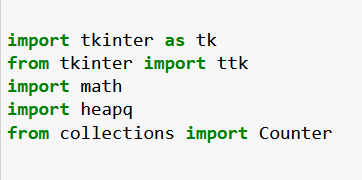 import tkinter as tk
from tkinter import ttk
import math
import heapq
from collections import Counter